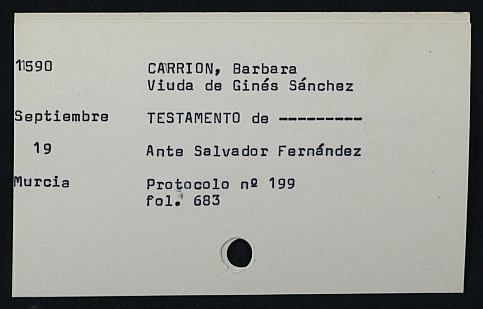 1590
CARRION, Barbara
Viuda de Ginés Sánchez
Septiembre
TESTAMENTO de ---------
19
Ante Salvador Fernández
Murcia
Protocolo nº 199
fol. 683